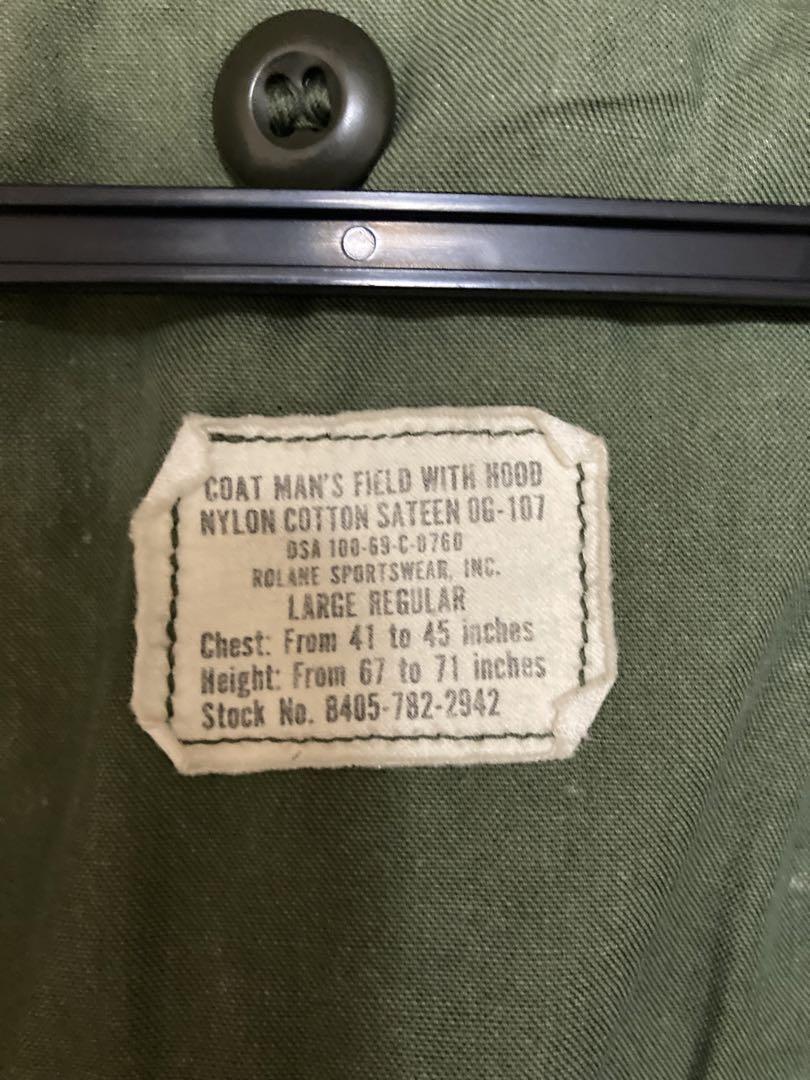 COAT MAN'S FIELD WITH HOOD
NYLON COTTON SATEEN OG-107
DSA 100-69-C-0760
ROLANE SPORTSWEAR, INC.
LARGE REGULAR
Chest: From 41 to 45 inches
Height: From 67 to 71 inches
Stock No. 8405-782-2942